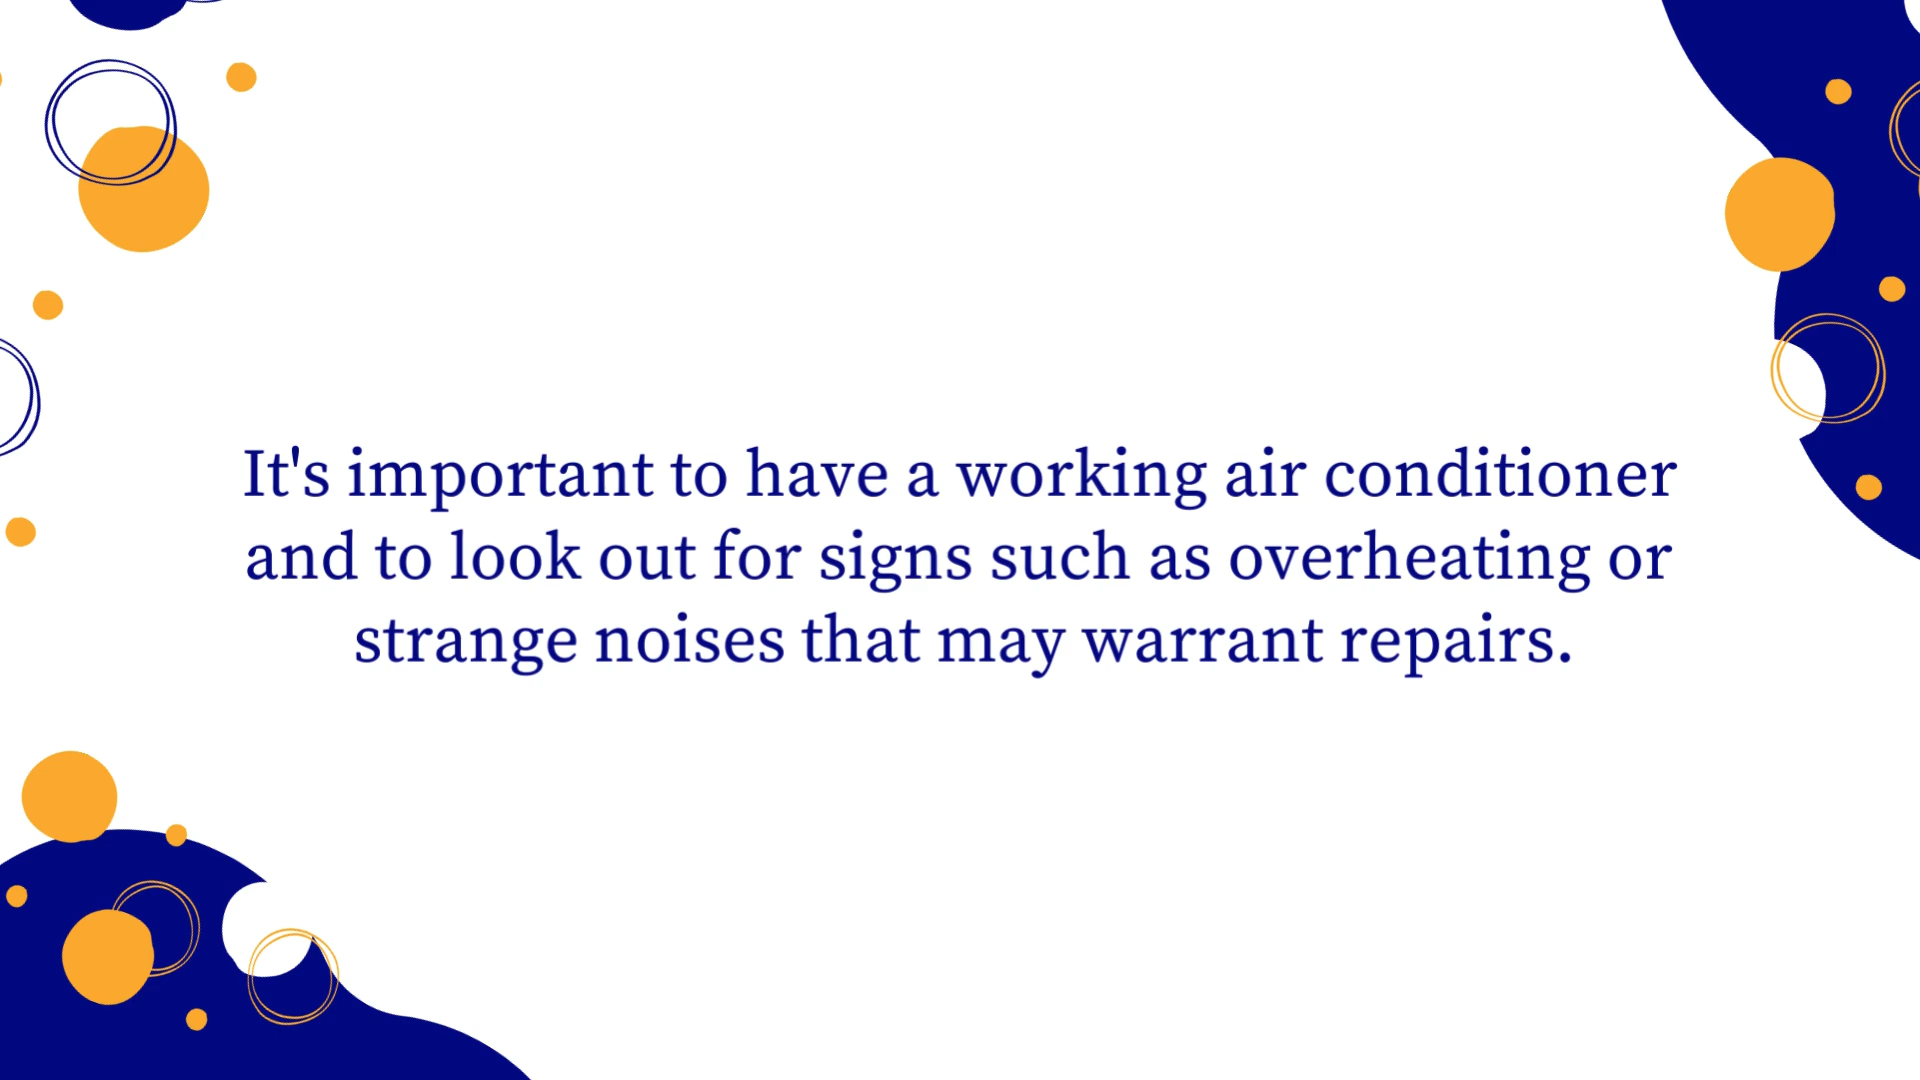 It's important to have a working air conditioner
and to look out for signs such as overheating or
strange noises that may warrant repairs.